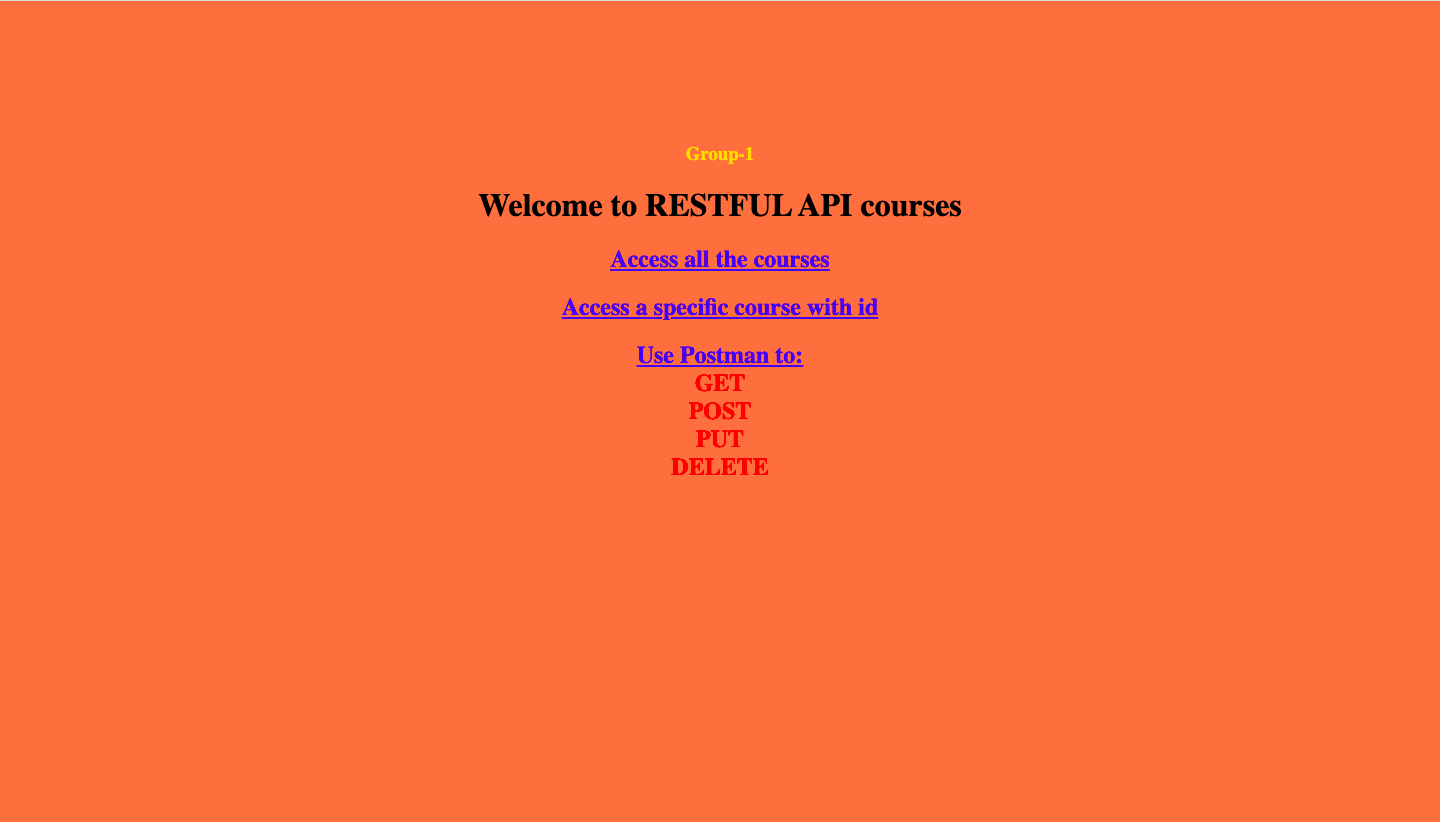 Group-1
Welcome to RESTFUL API courses
Access all the courses
Access a specific course with id
Use Postman to:
GET
POST
PUT
DELETE